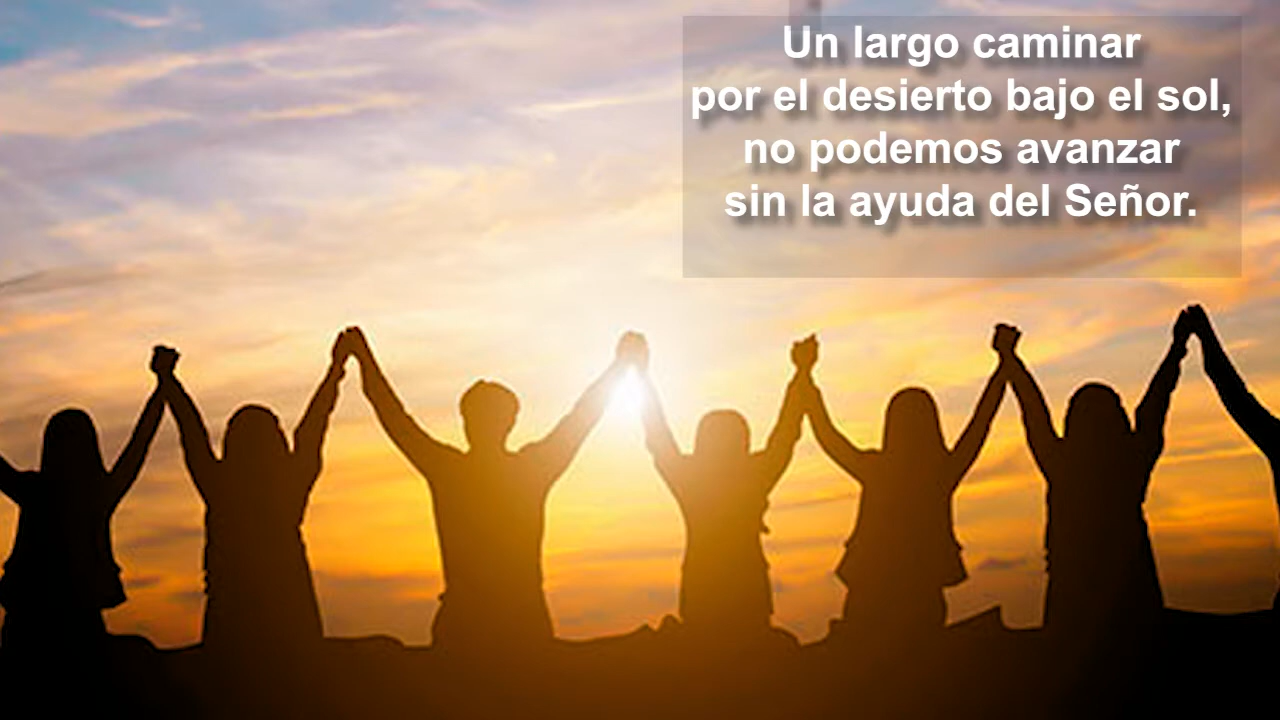 Un largo caminar
por el desierto bajo el sol,
no podemos avanzar
sin la ayuda del Señor.